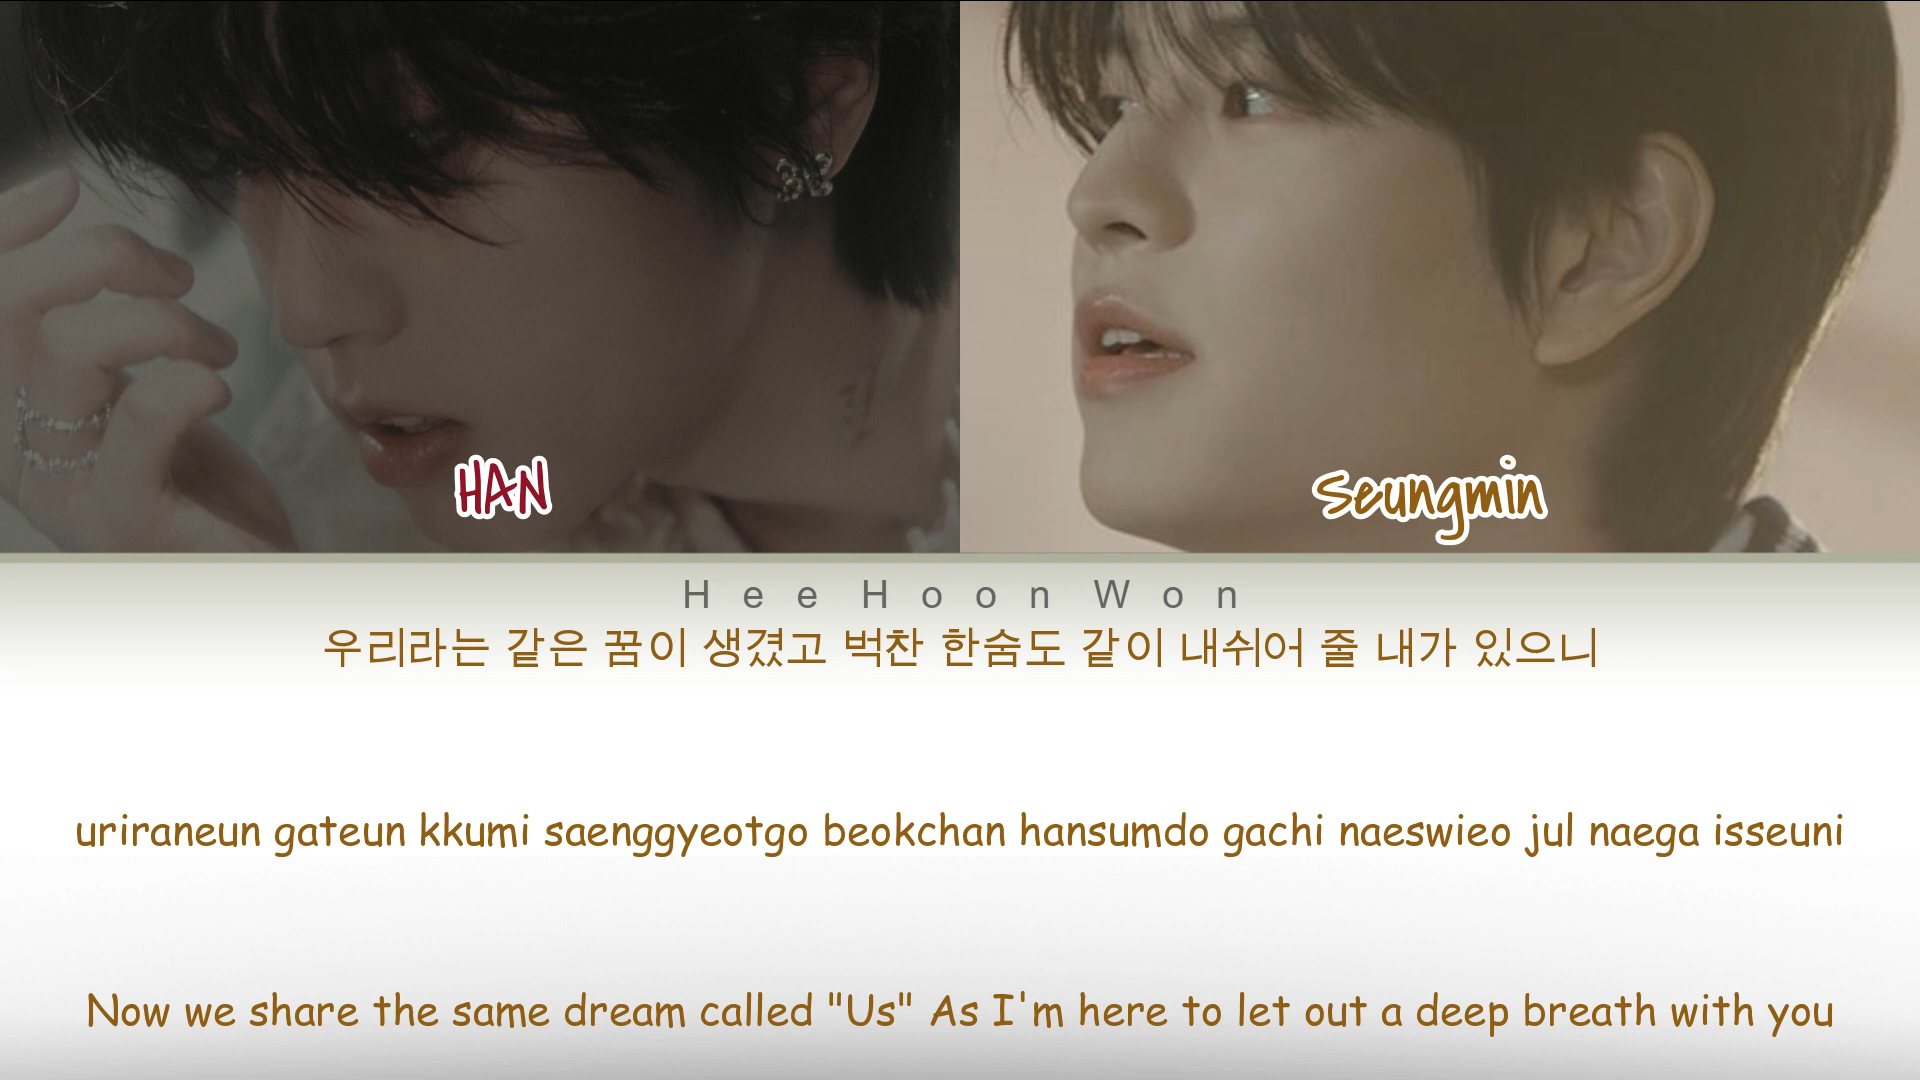 HAN
Seungmin
Hee Hoon Won
우리라는 같은 꿈이 생겼고 벅찬 한숨도 같이 내쉬어 줄 내가 있으니
uriraneun gateun kkumi saenggyeotgo beokchan hansumdo gachi naeswieo jul naega isseuni
Now we share the same dream called "Us" As I'm here to let out a deep breath with you